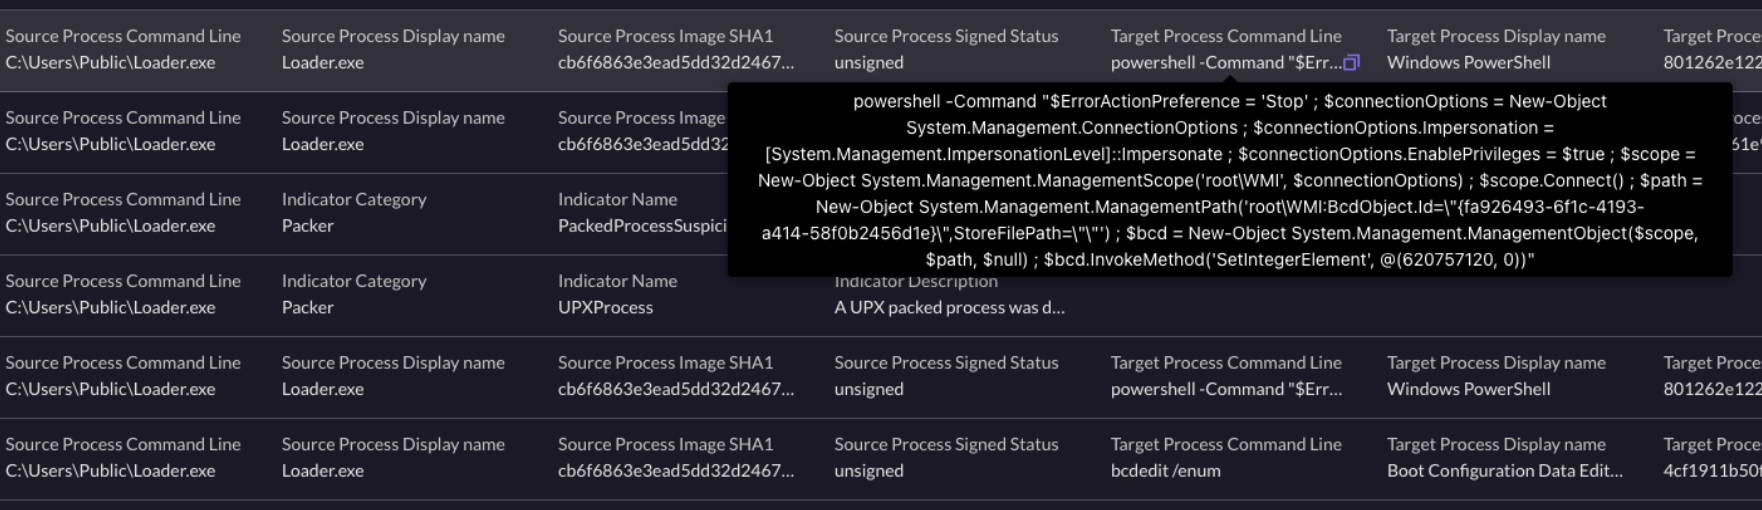 Source Process Command Line Source Process Display name Source Process Image SHA1 Source Process Signed Status Target Process Command Line Target Process Display name Target Proce
C:\Users\Public\Loader.exe Loader.exe cb6f6863e3ead5dd32d2467... unsigned powershell -Command "$Err... Windows PowerShell 801262e122
powershell -Command "$ErrorActionPreference = 'Stop' ; $connectionOptions = New-Object
System.Management.ConnectionOptions ; $connectionOptions.Impersonation =
[System.Management.ImpersonationLevel]::Impersonate ; $connectionOptions.EnablePrivileges = $true ; $scope =
New-Object System.Management.ManagementScope('root\WMI', $connectionOptions) ; $scope.Connect() ; $path =
New-Object System.Management.ManagementPath('root\WMI:BcdObject.Id=\"{fa926493-6f1c-4193-
a414-58f0b2456d1e}\",StoreFilePath=\"\"') ; $bcd = New-Object System.Management.ManagementObject($scope,
$path, $null) ; $bcd.InvokeMethod('SetIntegerElement', @(620757120, 0))"
Source Process Command Line Source Process Display name Source Process Image
C:\Users\Public\Loader.exe Loader.exe cb6f6863e3ead5dd32
Source Process Command Line Indicator Category Indicator Name
C:\Users\Public\Loader.exe Packer PackedProcessSuspici
Source Process Command Line Indicator Category Indicator Name Indicator Description
C:\Users\Public\Loader.exe Packer UPXProcess A UPX packed process was d...
Source Process Command Line Source Process Display name Source Process Image SHA1 Source Process Signed Status Target Process Command Line Target Process Display name Target Proce
C:\Users\Public\Loader.exe Loader.exe cb6f6863e3ead5dd32d2467... unsigned powershell -Command "$Err... Windows PowerShell 801262e122
Source Process Command Line Source Process Display name Source Process Image SHA1 Source Process Signed Status Target Process Command Line Target Process Display name Target Proce
C:\Users\Public\Loader.exe Loader.exe cb6f6863e3ead5dd32d2467... unsigned bcdedit /enum Boot Configuration Data Edit... 4cf1911b50